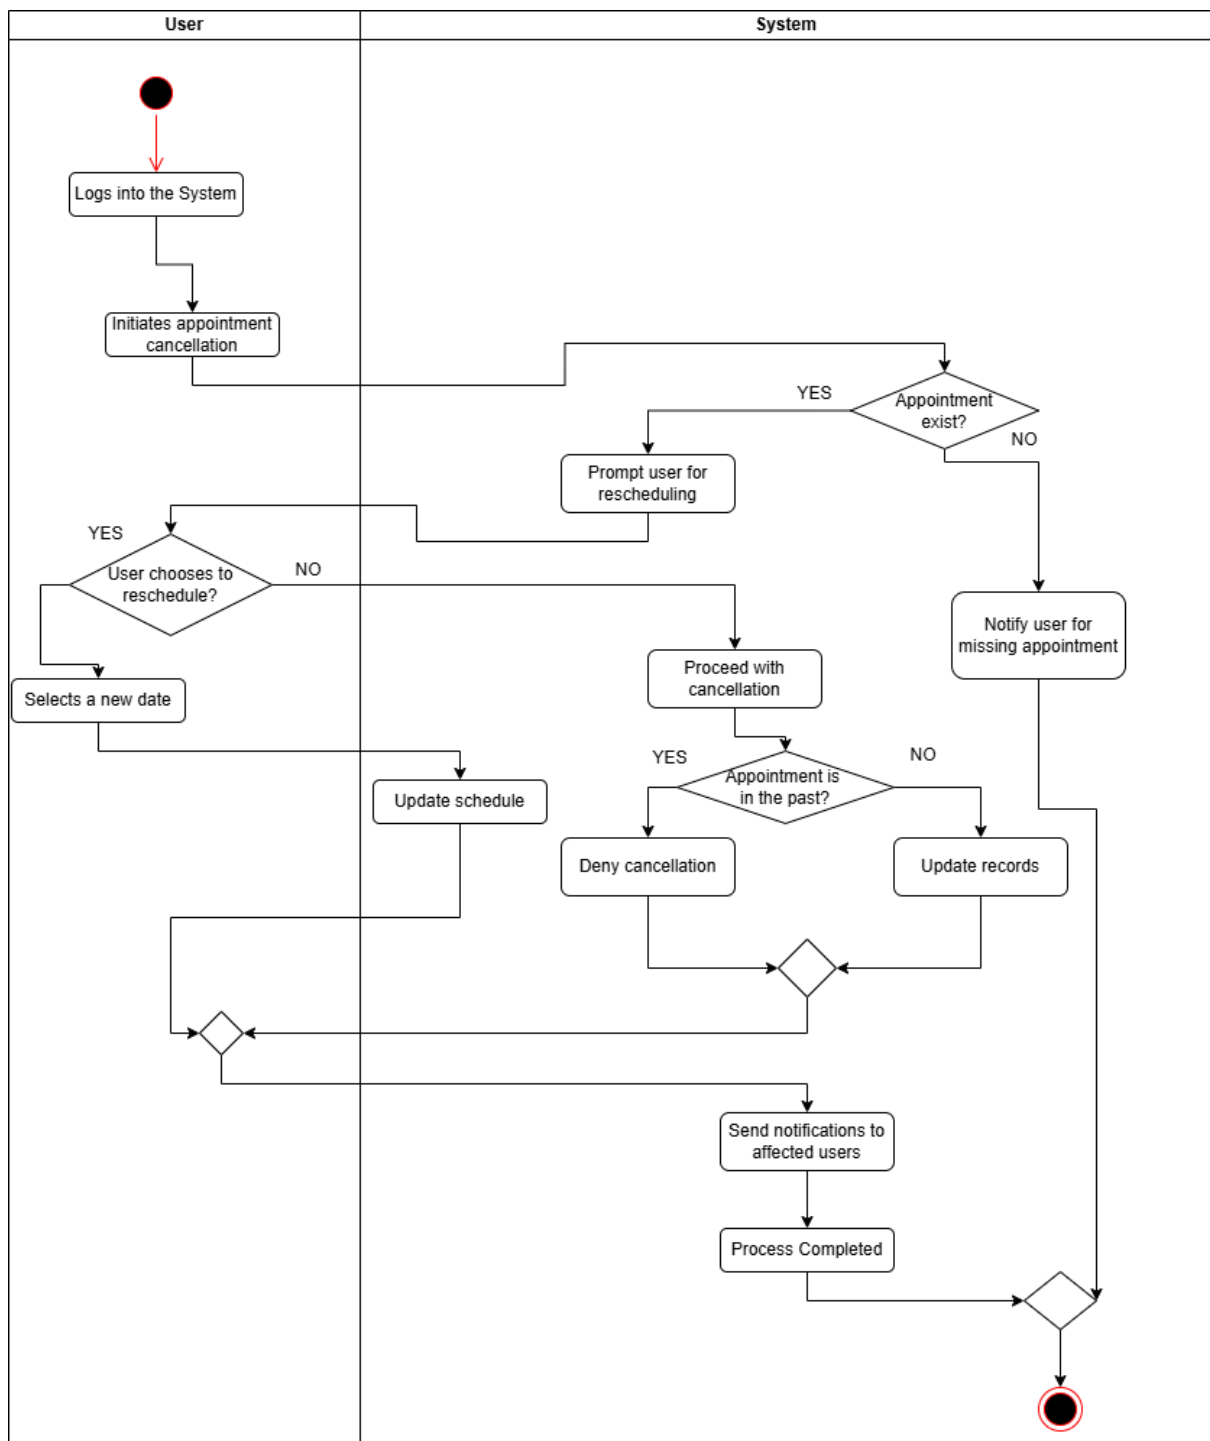 User
System
Logs into the System
Initiates appointment
cancellation
YES
Appointment
exist?
NO
Prompt user for
rescheduling
YES
User chooses to
reschedule?
NO
Notify user for
missing appointment
Selects a new date
Proceed with
cancellation
YES
Appointment is
in the past?
NO
Update schedule
Deny cancellation
Update records
Send notifications to
affected users
Process Completed